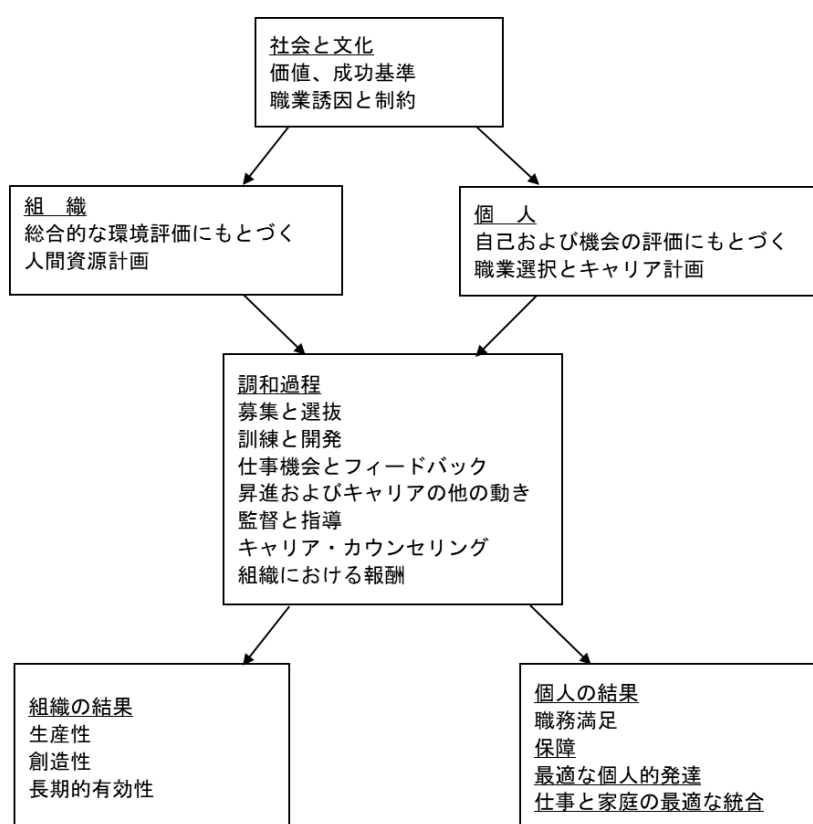 社会と文化
価値、成功基準
職業誘因と制約
組　織
総合的な環境評価にもとづく
人間資源計画
個　人
自己および機会の評価にもとづく
職業選択とキャリア計画
調和過程
募集と選抜
訓練と開発
仕事機会とフィードバック
昇進およびキャリアの他の動き
監督と指導
キャリア・カウンセリング
組織における報酬
組織の結果
生産性
創造性
長期的有効性
個人の結果
職務満足
保障
最適な個人的発達
仕事と家庭の最適な統合